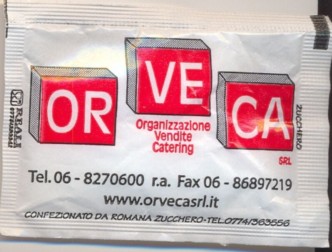 OR VE CA
Organizzazione
Vendite
Catering
SRL
ZUCCHERO
Tel. 06 - 8270600 r.a. Fax 06 - 86897219
www.orvecasrl.it
CONFEZIONATO DA ROMANA ZUCCHERO-TEL.0774/363556